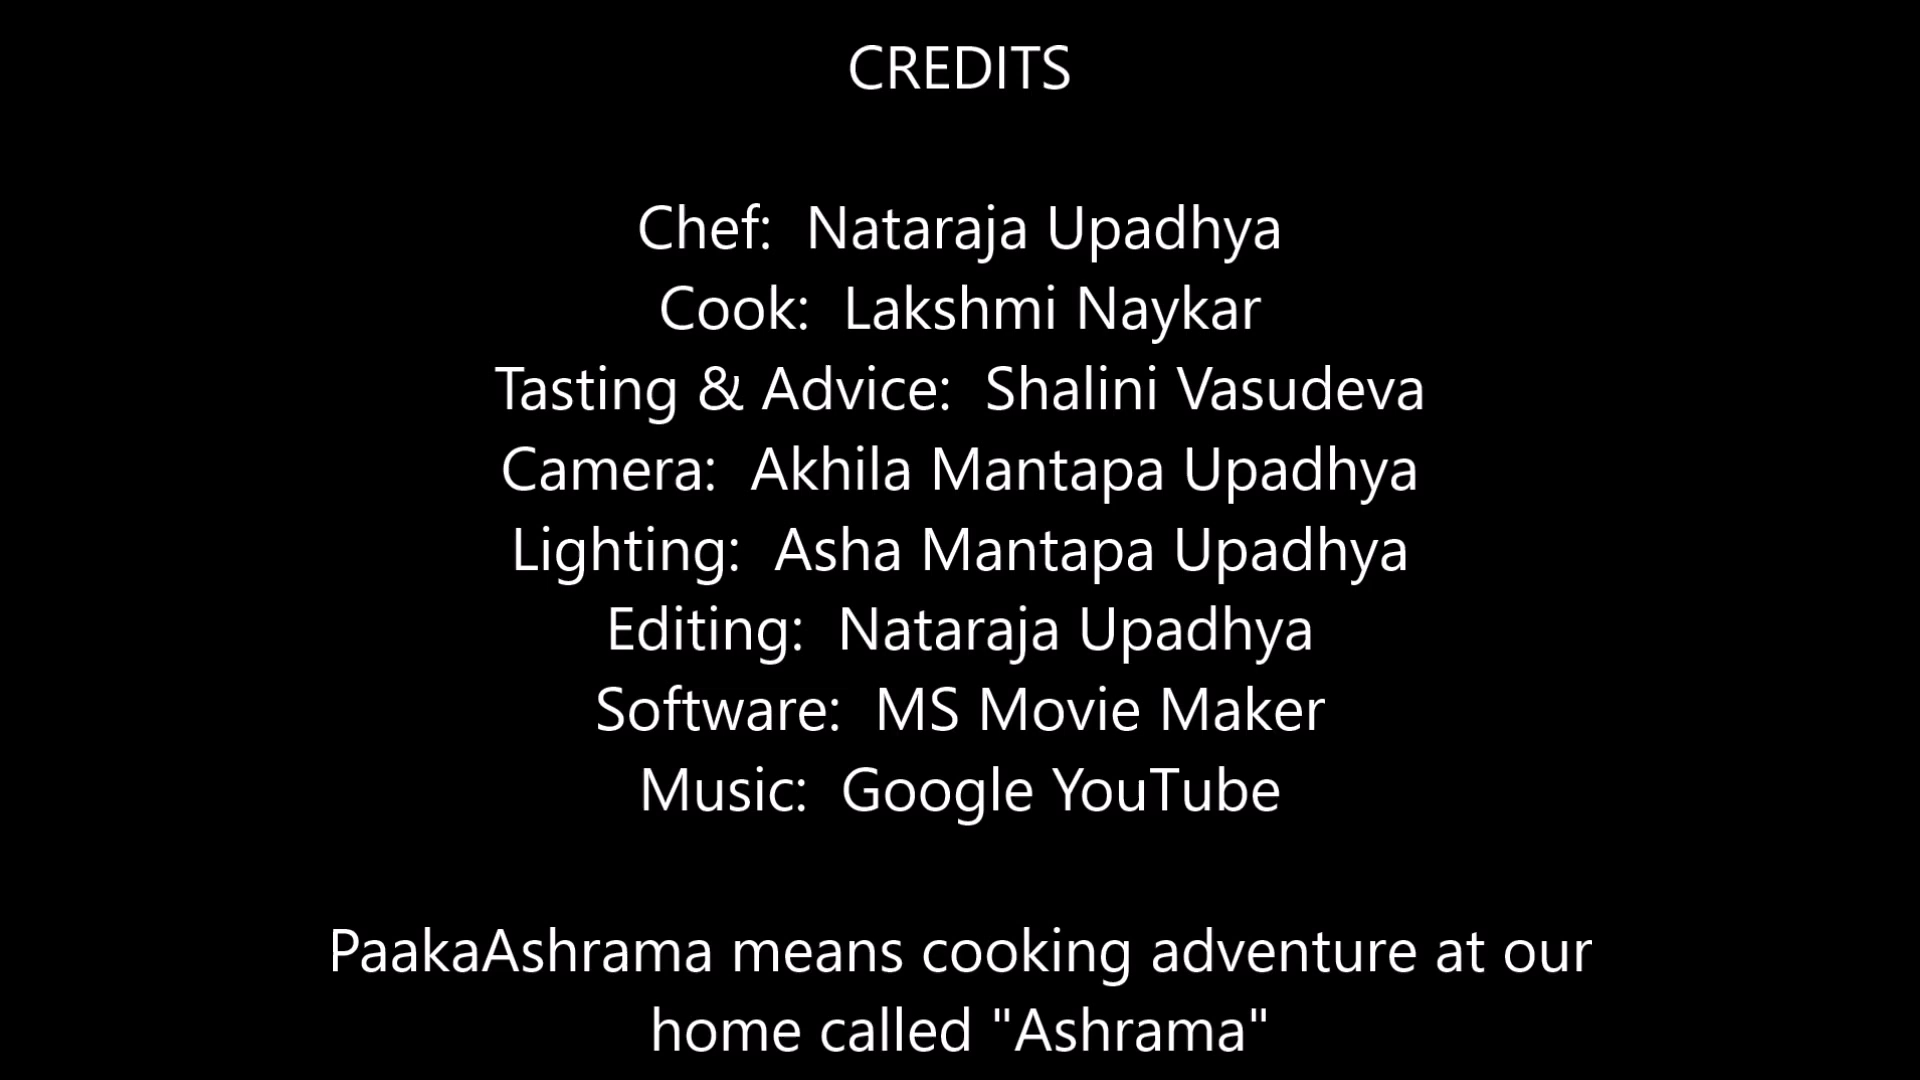 CREDITS
Chef:  Nataraja Upadhya
Cook:  Lakshmi Naykar
Tasting & Advice:  Shalini Vasudeva
Camera:  Akhila Mantapa Upadhya
Lighting:  Asha Mantapa Upadhya
Editing:  Nataraja Upadhya
Software:  MS Movie Maker
Music:  Google YouTube
PaakaAshrama means cooking adventure at our
home called "Ashrama"